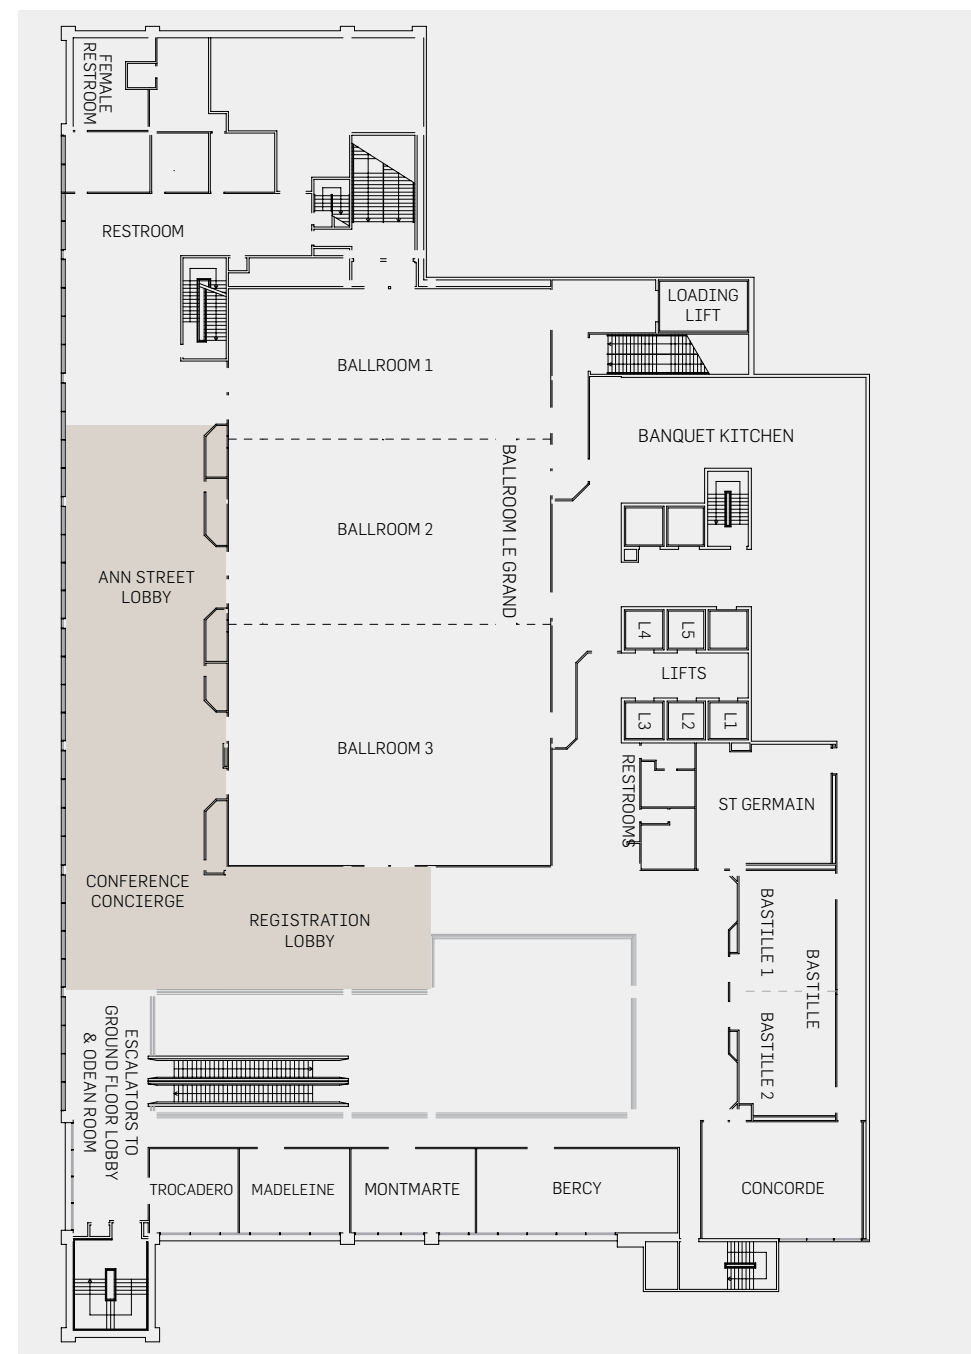 FEMALE
RESTROOM
RESTROOM
LOADING
LIFT
BALLROOM 1
BANQUET KITCHEN
BALLROOM LE GRAND
BALLROOM 2
ANN STREET
LOBBY
L4
L5
LIFTS
L3
L2
L1
BALLROOM 3
RESTROOMS
ST GERMAIN
CONFERENCE
CONCIERGE
REGISTRATION
LOBBY
BASTILLE 1
BASTILLE
BASTILLE 2
ESCALATORS TO
GROUND FLOOR LOBBY
& ODEAN ROOM
TROCADERO
MADELEINE
MONTMARTE
BERCY
CONCORDE